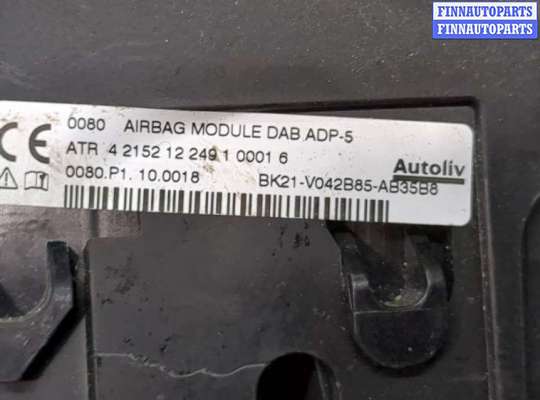 FINNAUTOPARTS
FINNAUTOPARTS
CE 0080 AIRBAG MODULE DAB ADP-5
ATR 4 2152 12 249 1 0001 6
0080.P1. 10.0018
Autoliv
BK21-V042B85-AB35B8